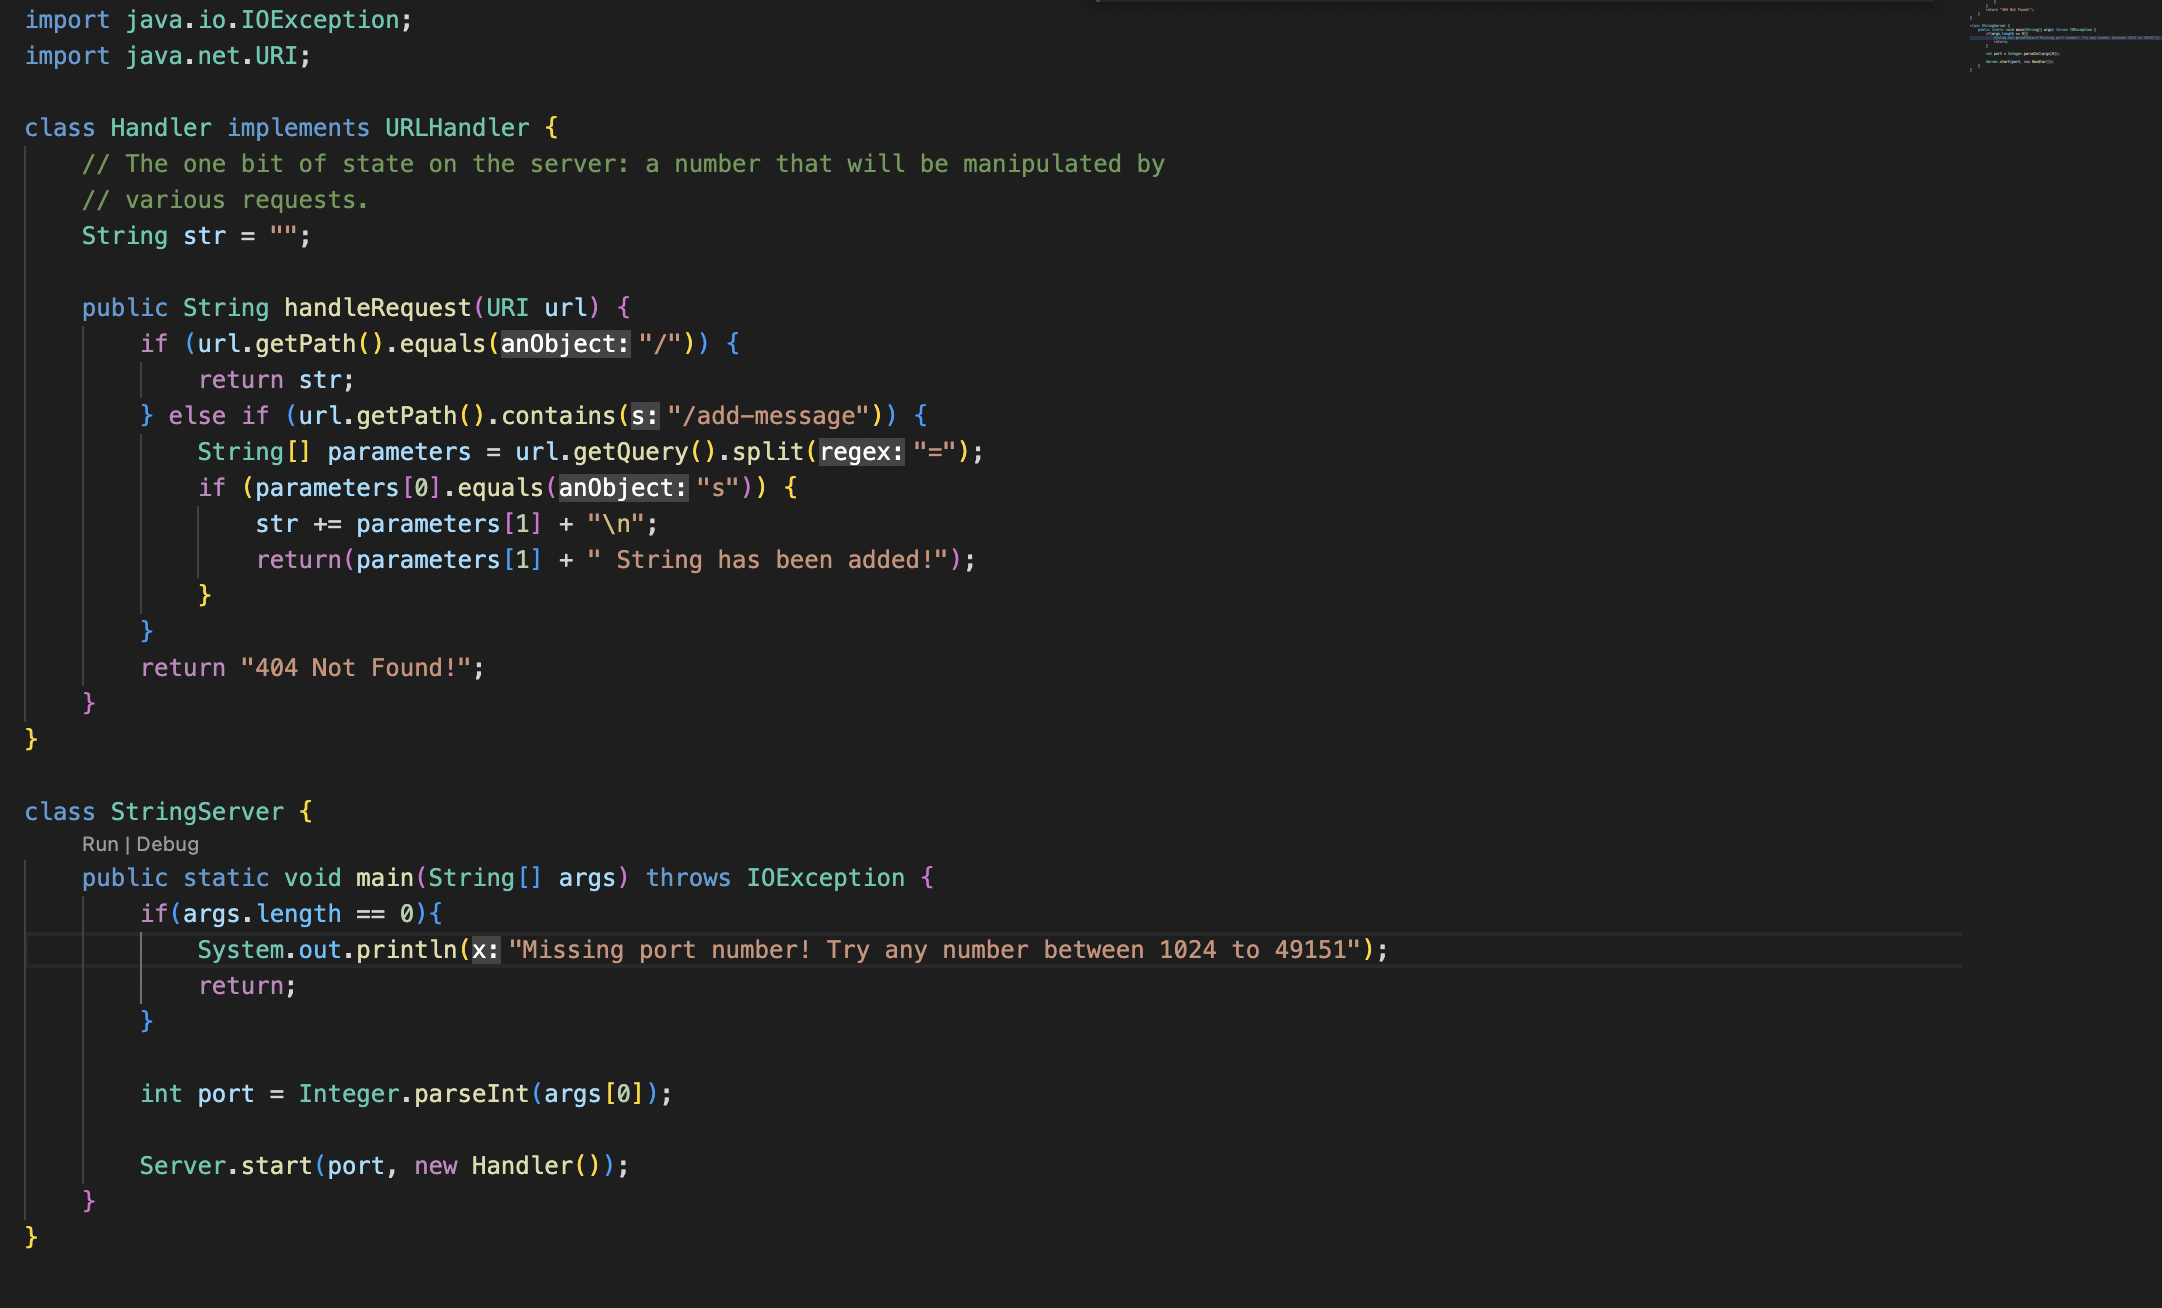 import java.io.IOException;
import java.net.URI;
class Handler implements URLHandler {
// The one bit of state on the server: a number that will be manipulated by
// various requests.
String str = "";
public String handleRequest(URI url) {
if (url.getPath().equals(anObject: "/")) {
return str;
} else if (url.getPath().contains(s: "/add-message")) {
String[] parameters = url.getQuery().split(regex: "=");
if (parameters[0].equals(anObject: "s")) {
str += parameters[1] + "\n";
return(parameters[1] + " String has been added!");
}
}
return "404 Not Found!";
}
}
class StringServer {
Run | Debug
public static void main(String[] args) throws IOException {
if(args.length == 0){
System.out.println(x: "Missing port number! Try any number between 1024 to 49151");
return;
}
int port = Integer.parseInt(args[0]);
Server.start(port, new Handler());
}
}